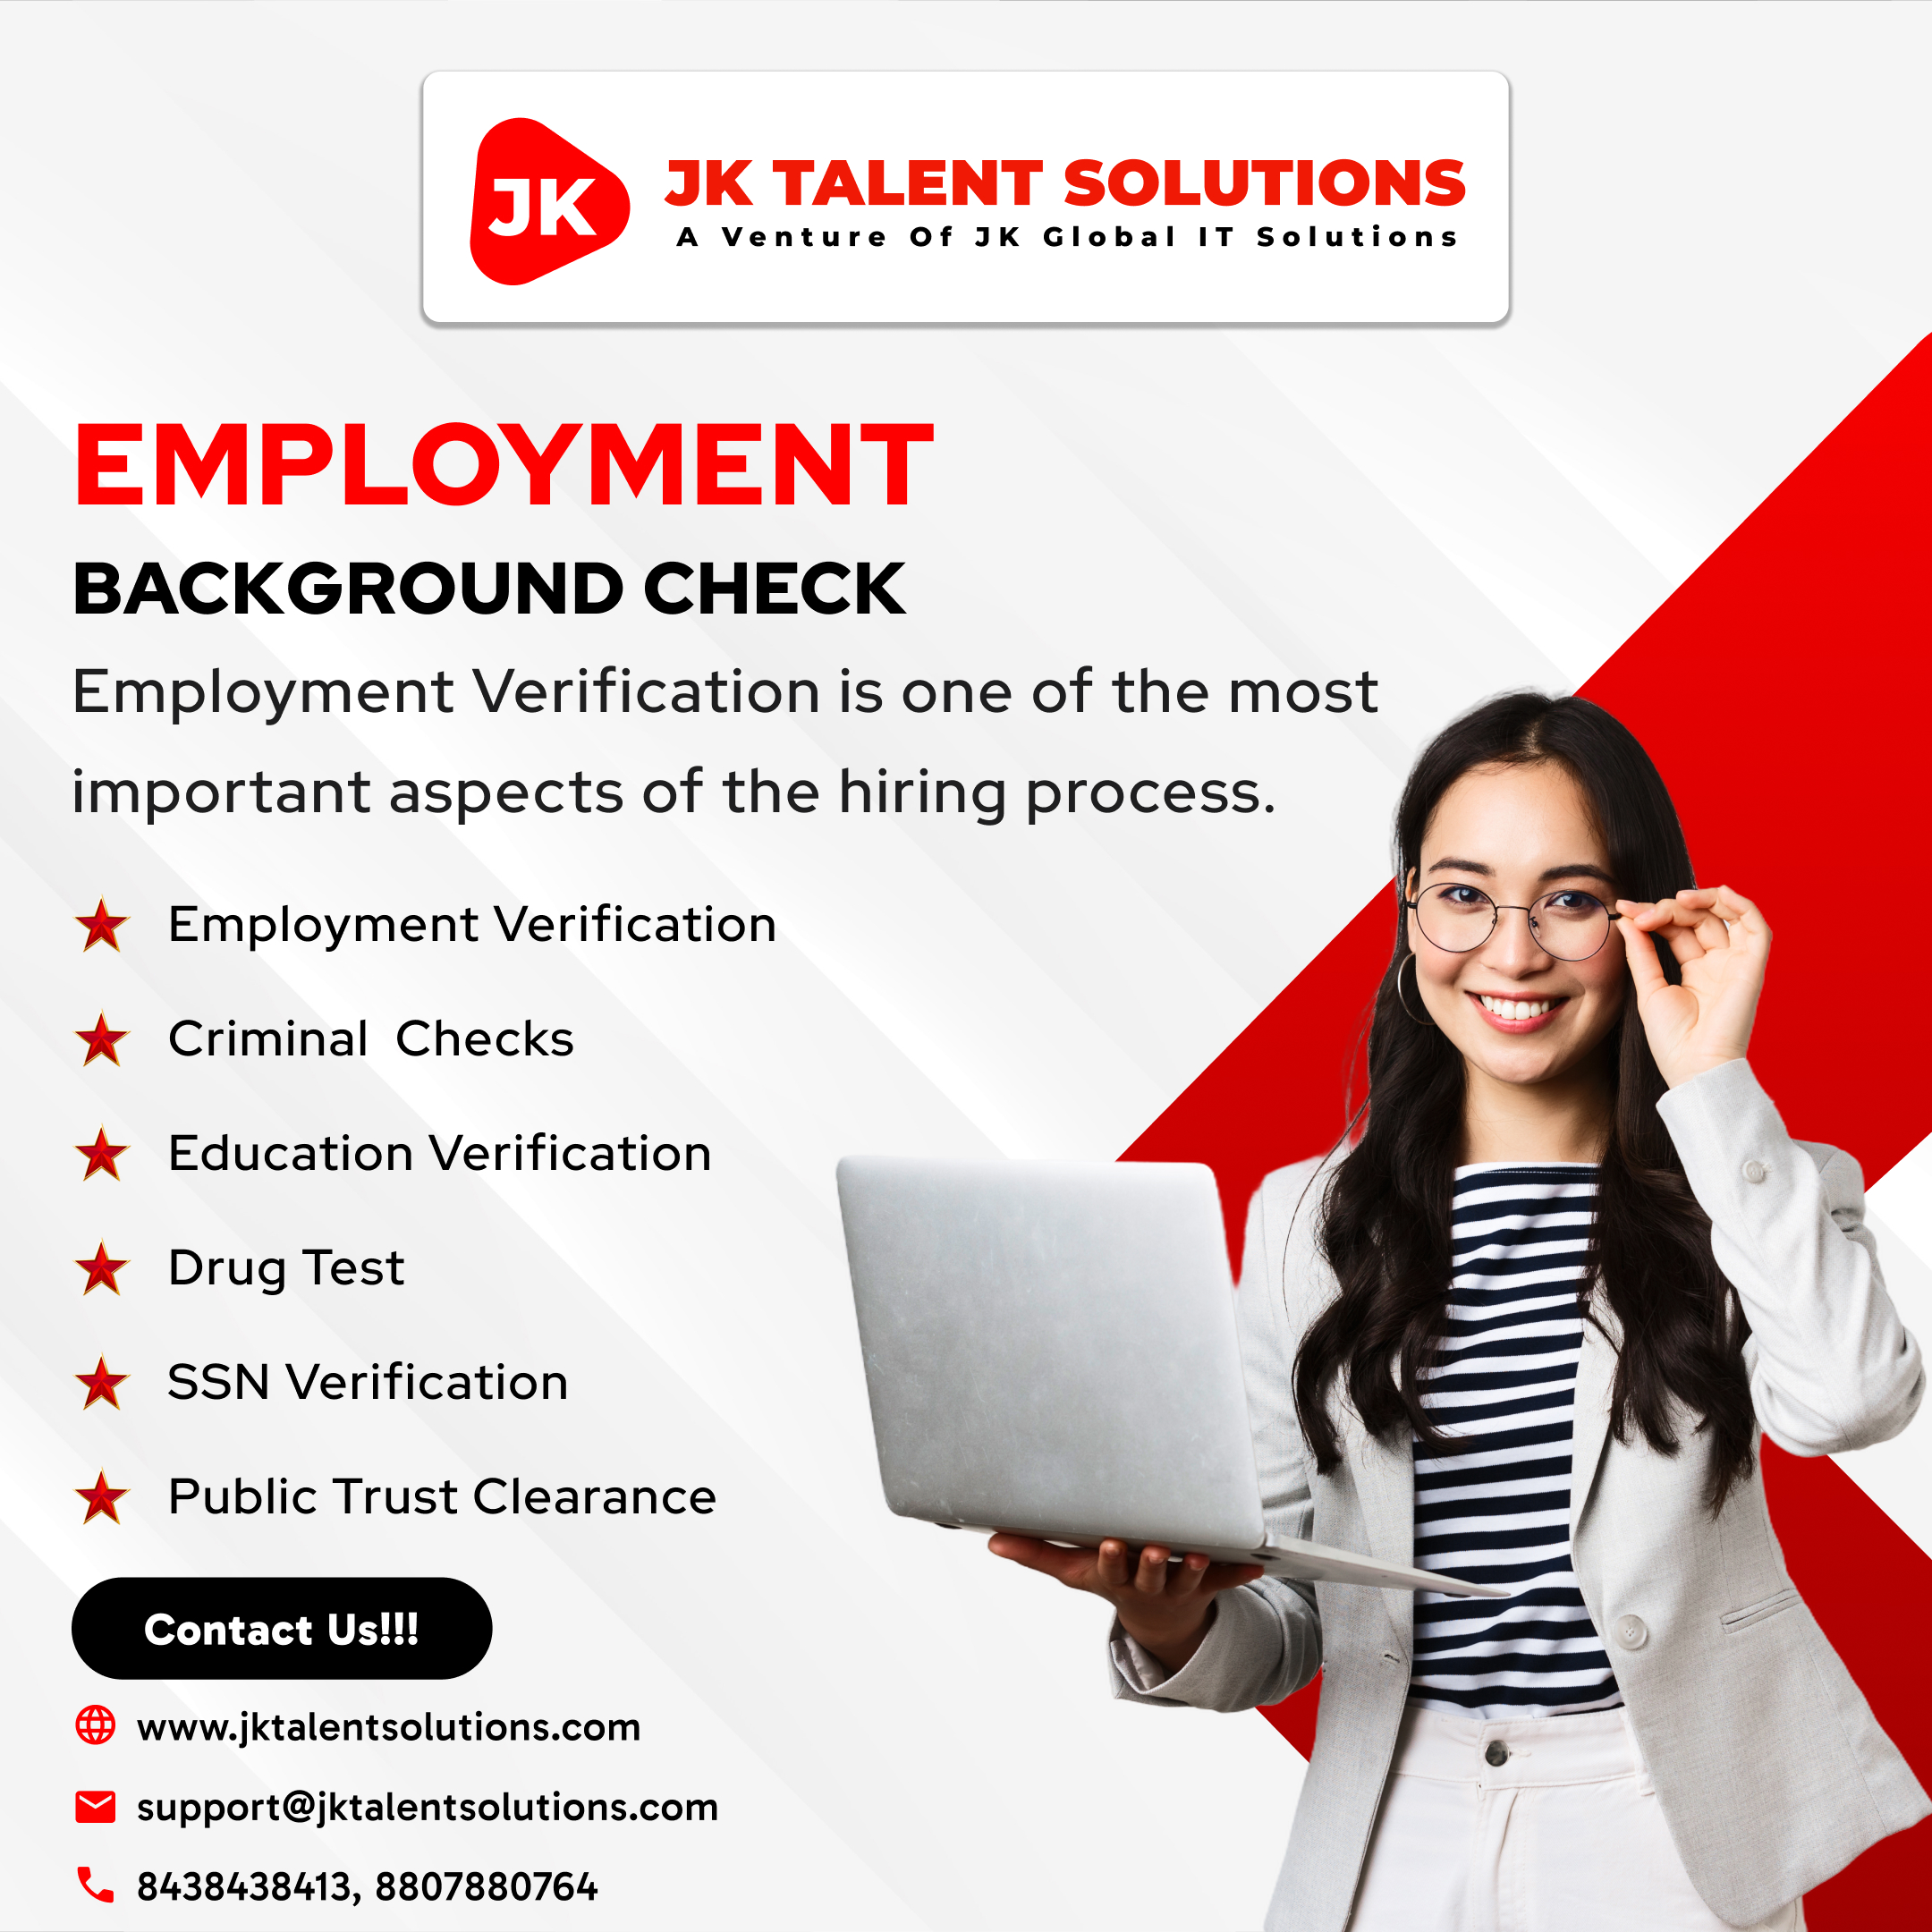 JK
JK TALENT SOLUTIONS
A Venture Of JK Global IT Solutions
EMPLOYMENT
BACKGROUND CHECK
Employment Verification is one of the most
important aspects of the hiring process.
Employment Verification
Criminal  Checks
Education Verification
Drug Test
SSN Verification
Public Trust Clearance
Contact Us!!!
www.jktalentsolutions.com
support@jktalentsolutions.com
8438438413, 8807880764